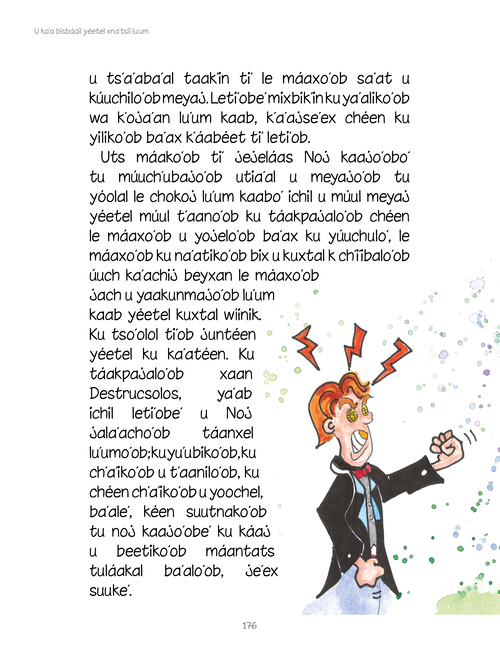 U ka'a bisbáail yéetel xna'tsil lu'um
u ts'a'aba'al taak'in ti' le máaxo'ob sa'at u
kúuchilo'ob meyaj. Leti'obe' mixbik'in ku ya'aliko'ob
wa k'oja'an lu'um kaab, k'a'ajse'ex chéen ku
yiliko'ob ba'ax k'áabéet ti' leti'ob.
Uts máako'ob ti' jejeláas Noj kaajo'obo'
tu múuch'ubajo'ob utia'al u meyajo'ob tu
yóolal le chokoj lu'um kaabo' ichil u múul meyaj
yéetel múul t'aano'ob ku táakpajalo'ob chéen
le máaxo'ob u yojelo'ob ba'ax ku yúuchulo', le
máaxo'ob ku na'atiko'ob bix u kuxtal k ch'i'ibalo'ob
úuch ka'achij beyxan le máaxo'ob
jach u yaakunmajo'ob lu'um
kaab yéetel kuxtal wíinik.
Ku tso'olol ti'ob juntéen
yéetel ku ka'atéen. Ku
táakpajalo'ob xaan
Destrucsolos, ya'ab
ichil leti'obe' u Noj
jala'acho'ob táanxel
lu'umo'ob;ku yu'ubiko'ob,ku
ch'a'iko'ob u t'aanilo'ob, ku
chéen ch'a'iko'ob u yoochel,
ba'ale', kéen suutnako'ob
tu noj kaajo'obe' ku káaj
u beetiko'ob máantats'
tuláakal ba'alo'ob, je'ex
suuke'.
176